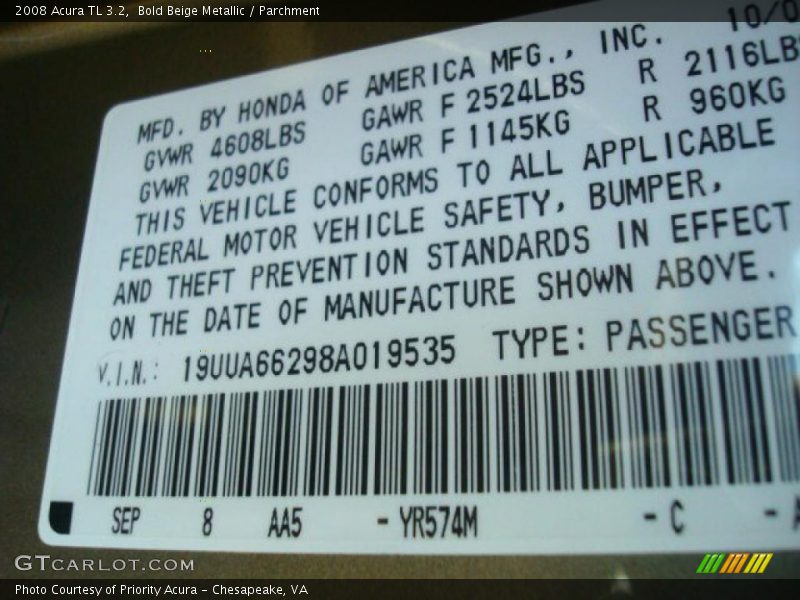 2008 Acura TL 3.2,  Bold Beige Metallic / Parchment
10/0
MFD. BY HONDA OF AMERICA MFG., INC.
GVWR 4608LBS GAWR F 2524LBS R 2116LBS
GVWR 2090KG GAWR F 1145KG R 960KG
THIS VEHICLE CONFORMS TO ALL APPLICABLE
FEDERAL MOTOR VEHICLE SAFETY, BUMPER,
AND THEFT PREVENTION STANDARDS IN EFFECT
ON THE DATE OF MANUFACTURE SHOWN ABOVE.
V.I.N.: 19UUA66298A019535 TYPE: PASSENGER
SEP 8 AA5 - YR574M - C -
GTCARLOT.COM
Photo Courtesy of Priority Acura - Chesapeake, VA